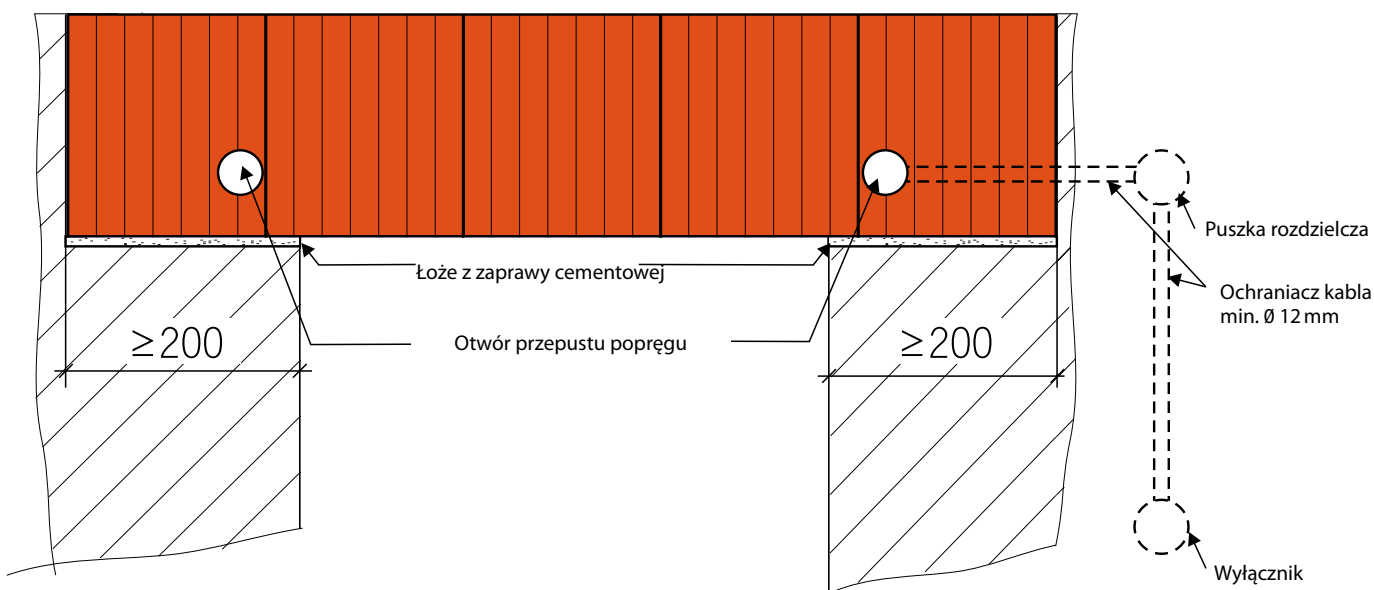 Puszka rozdzielcza
Łoże z zaprawy cementowej
Ochraniacz kabla
min. Ø 12 mm
≥200
Otwór przepustu popręgu
≥200
Wyłącznik